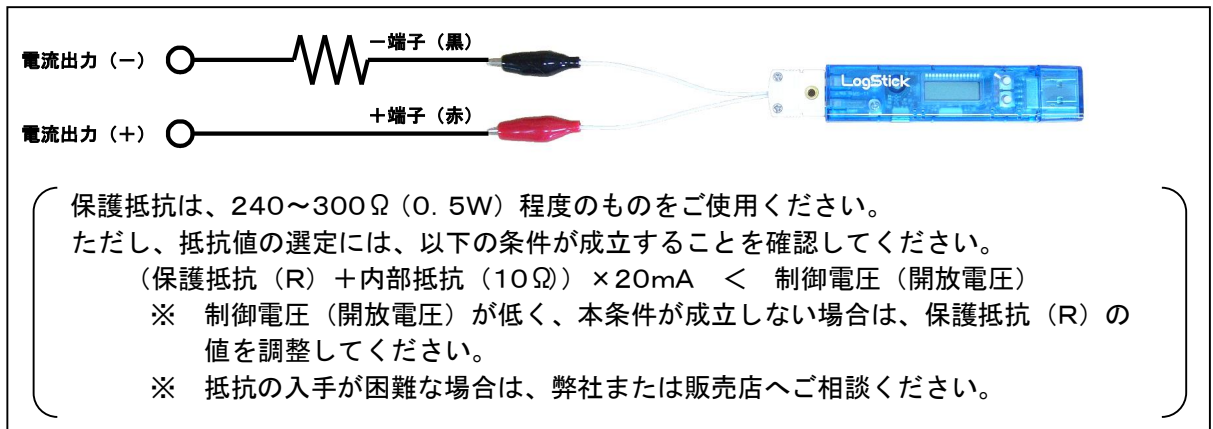 電流出力（－）
－端子（黒）
LogStick
＋端子（赤）
電流出力（＋）
保護抵抗は、２４０～３００Ω（０．５Ｗ）程度のものをご使用ください。
ただし、抵抗値の選定には、以下の条件が成立することを確認してください。
（保護抵抗（Ｒ）＋内部抵抗（１０Ω））×２０ｍＡ　＜　制御電圧（開放電圧）
※　制御電圧（開放電圧）が低く、本条件が成立しない場合は、保護抵抗（Ｒ）の
値を調整してください。
※　抵抗の入手が困難な場合は、弊社または販売店へご相談ください。